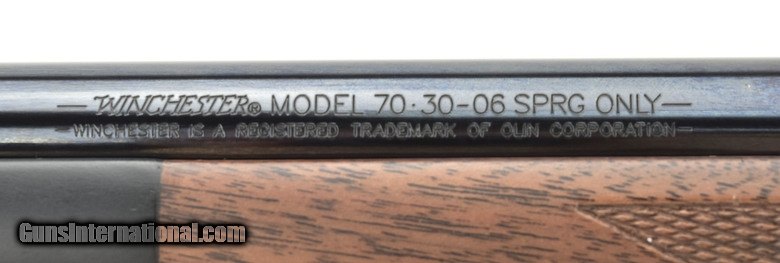 —WINCHESTER® MODEL 70·30-06 SPRG ONLY—
—WINCHESTER IS A REGISTERED TRADEMARK OF OLIN CORPORATION—
GunsInternational.com